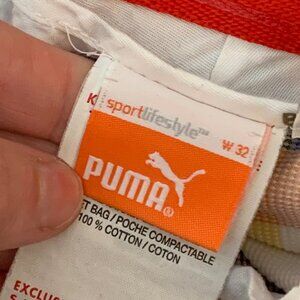 sportlifestyle™
W 32
PUMA®
T BAG / POCHE COMPACTABLE
100 % COTTON / COTON
EXCLUS